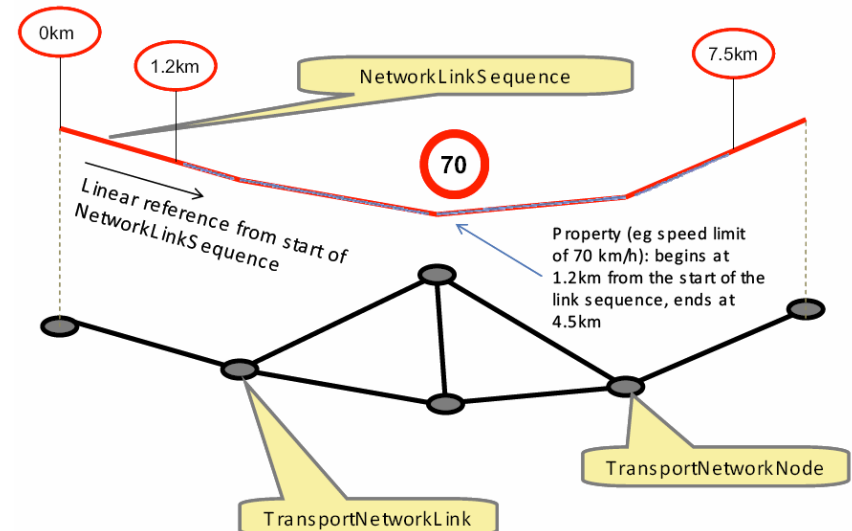 0km
1.2km
NetworkLinkSequence
7.5km
70
Linear reference from start of
NetworkLinkSequence
Property (eg speed limit
of 70 km/h): begins at
1.2km from the start of the
link sequence, ends at
4.5km
TransportNetworkNode
TransportNetworkLink